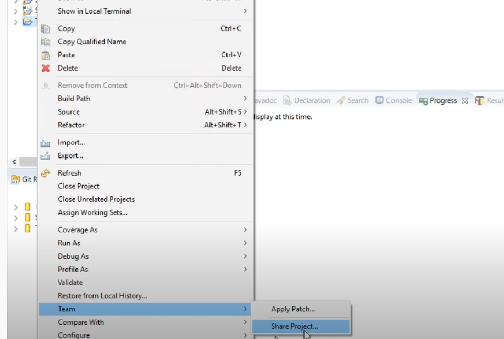 Show in Local Terminal >
Copy Ctrl+C
Copy Qualified Name
Paste Ctrl+V
Delete Delete
Remove from Context Ctrl+Alt+Shift+Down
Build Path >
Source Alt+Shift+S >
Refactor Alt+Shift+T >
avadoc Declaration Search Console Progress Resul
isplay at this time.
Import...
Export...
Refresh F5
Close Project
Close Unrelated Projects
Assign Working Sets...
Git R
Coverage As >
Run As >
Debug As >
Profile As >
Validate
Restore from Local History...
Team >
Apply Patch...
Compare With >
Share Project...
Configure >